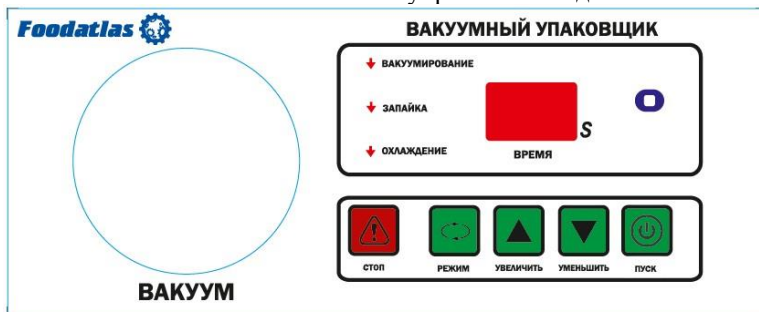 Foodatlas
ВАКУУМНЫЙ УПАКОВЩИК
ВАКУУМИРОВАНИЕ
ЗАПАЙКА
ОХЛАЖДЕНИЕ
S
ВРЕМЯ
СТОП
РЕЖИМ
УВЕЛИЧИТЬ
УМЕНЬШИТЬ
ПУСК
ВАКУУМ